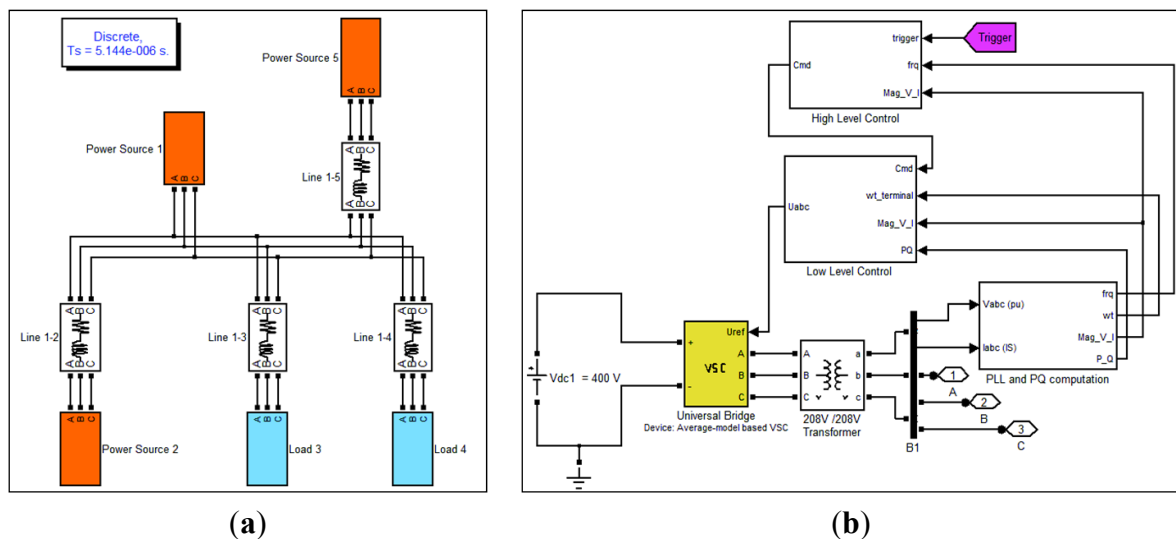 Discrete,
Ts = 5.144e-006 s.
Power Source 5
A B C
A B C
Line 1-5
A B C
Power Source 1
A B C
A B C
A B C
A B C
Line 1-2
Line 1-3
Line 1-4
A B C
A B C
A B C
A B C
A B C
A B C
Power Source 2
Load 3
Load 4
(a)
trigger
Trigger
Cmd
frq
Mag_V_I
High Level Control
Cmd
wt_terminal
Uabc
Mag_V_I
PQ
Low Level Control
Vdc1 = 400 V
+
-
Uref
A
B
C
VSC
Universal Bridge
Device: Average-model based VSC
A
B
C
a
b
c
208V /208V
Transformer
B1
Vabc (pu)
Iabc (IS)
frq
wt
Mag_V_I
P_Q
PLL and PQ computation
1
A
2
B
3
C
(b)